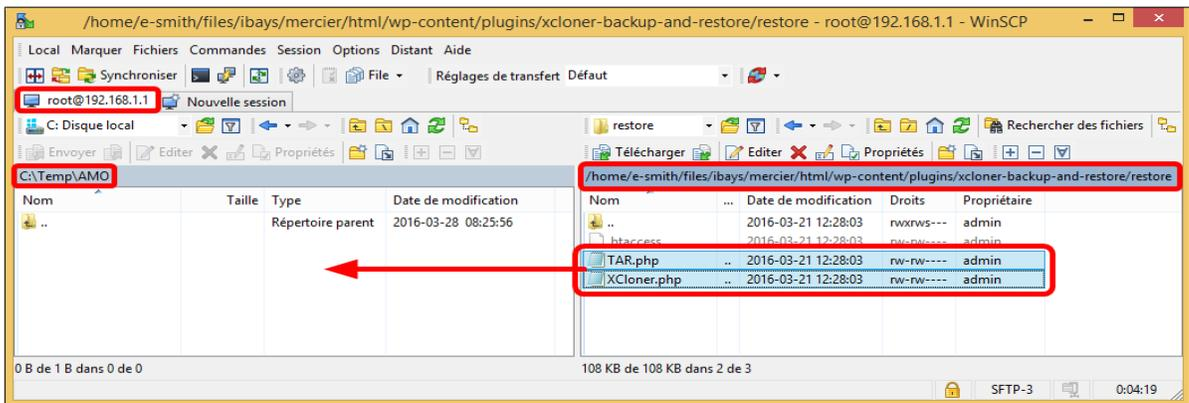 /home/e-smith/files/ibays/mercier/html/wp-content/plugins/xcloner-backup-and-restore/restore - root@192.168.1.1 - WinSCP
Local Marquer Fichiers Commandes Session Options Distant Aide
Synchroniser File Réglages de transfert Défaut
root@192.168.1.1 Nouvelle session
C: Disque local restore Rechercher des fichiers
Envoyer Editer Propriétés Télécharger Editer Propriétés
C:\Temp\AMO /home/e-smith/files/ibays/mercier/html/wp-content/plugins/xcloner-backup-and-restore/restore
Nom Taille Type Date de modification Nom ... Date de modification Droits Propriétaire
.. Répertoire parent 2016-03-28 08:25:56 .. 2016-03-21 12:28:03 rwxrws--- admin
.htaccess 2016-03-21 12:28:03 rw-rw---- admin
TAR.php .. 2016-03-21 12:28:03 rw-rw---- admin
XCloner.php .. 2016-03-21 12:28:03 rw-rw---- admin
0 B de 1 B dans 0 de 0 108 KB de 108 KB dans 2 de 3
SFTP-3 0:04:19